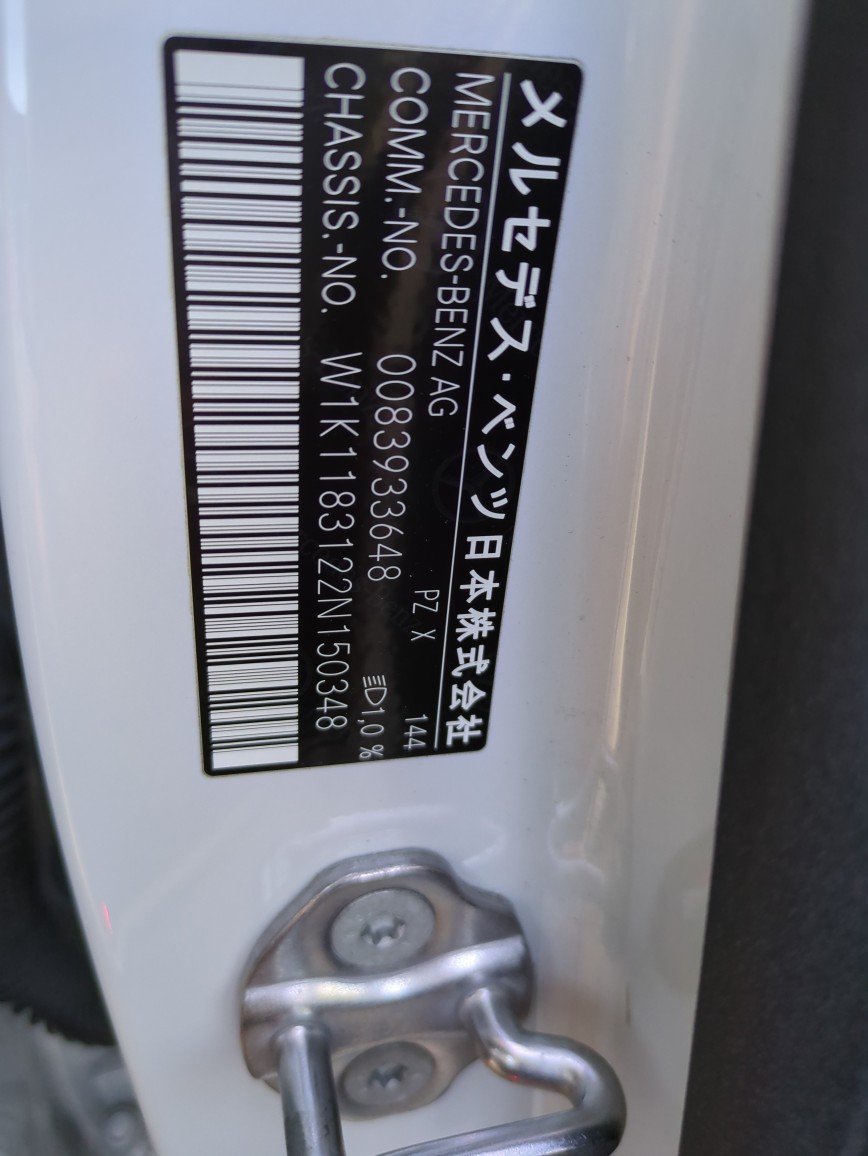 メルセデス・ベンツ日本株式会社
MERCEDES-BENZ AG PZ X 144
COMM.-NO. 0083933648 1,0 %
CHASSIS.-NO. W1K1183122N150348